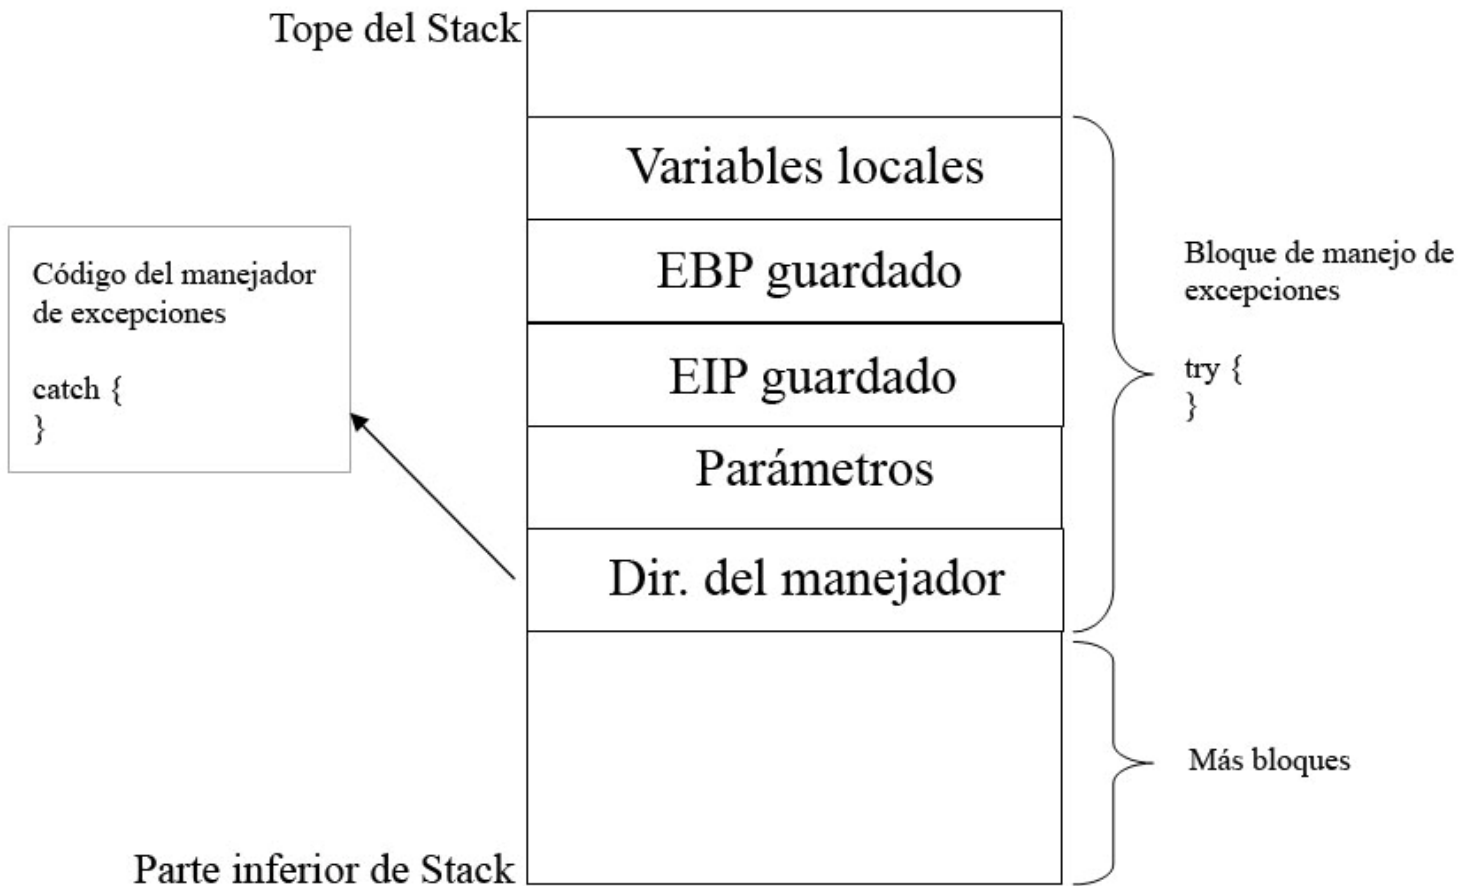 Tope del Stack
Variables locales
EBP guardado
EIP guardado
Parámetros
Dir. del manejador
Parte inferior de Stack
Código del manejador
de excepciones
catch {
}
Bloque de manejo de
excepciones
try {
}
Más bloques